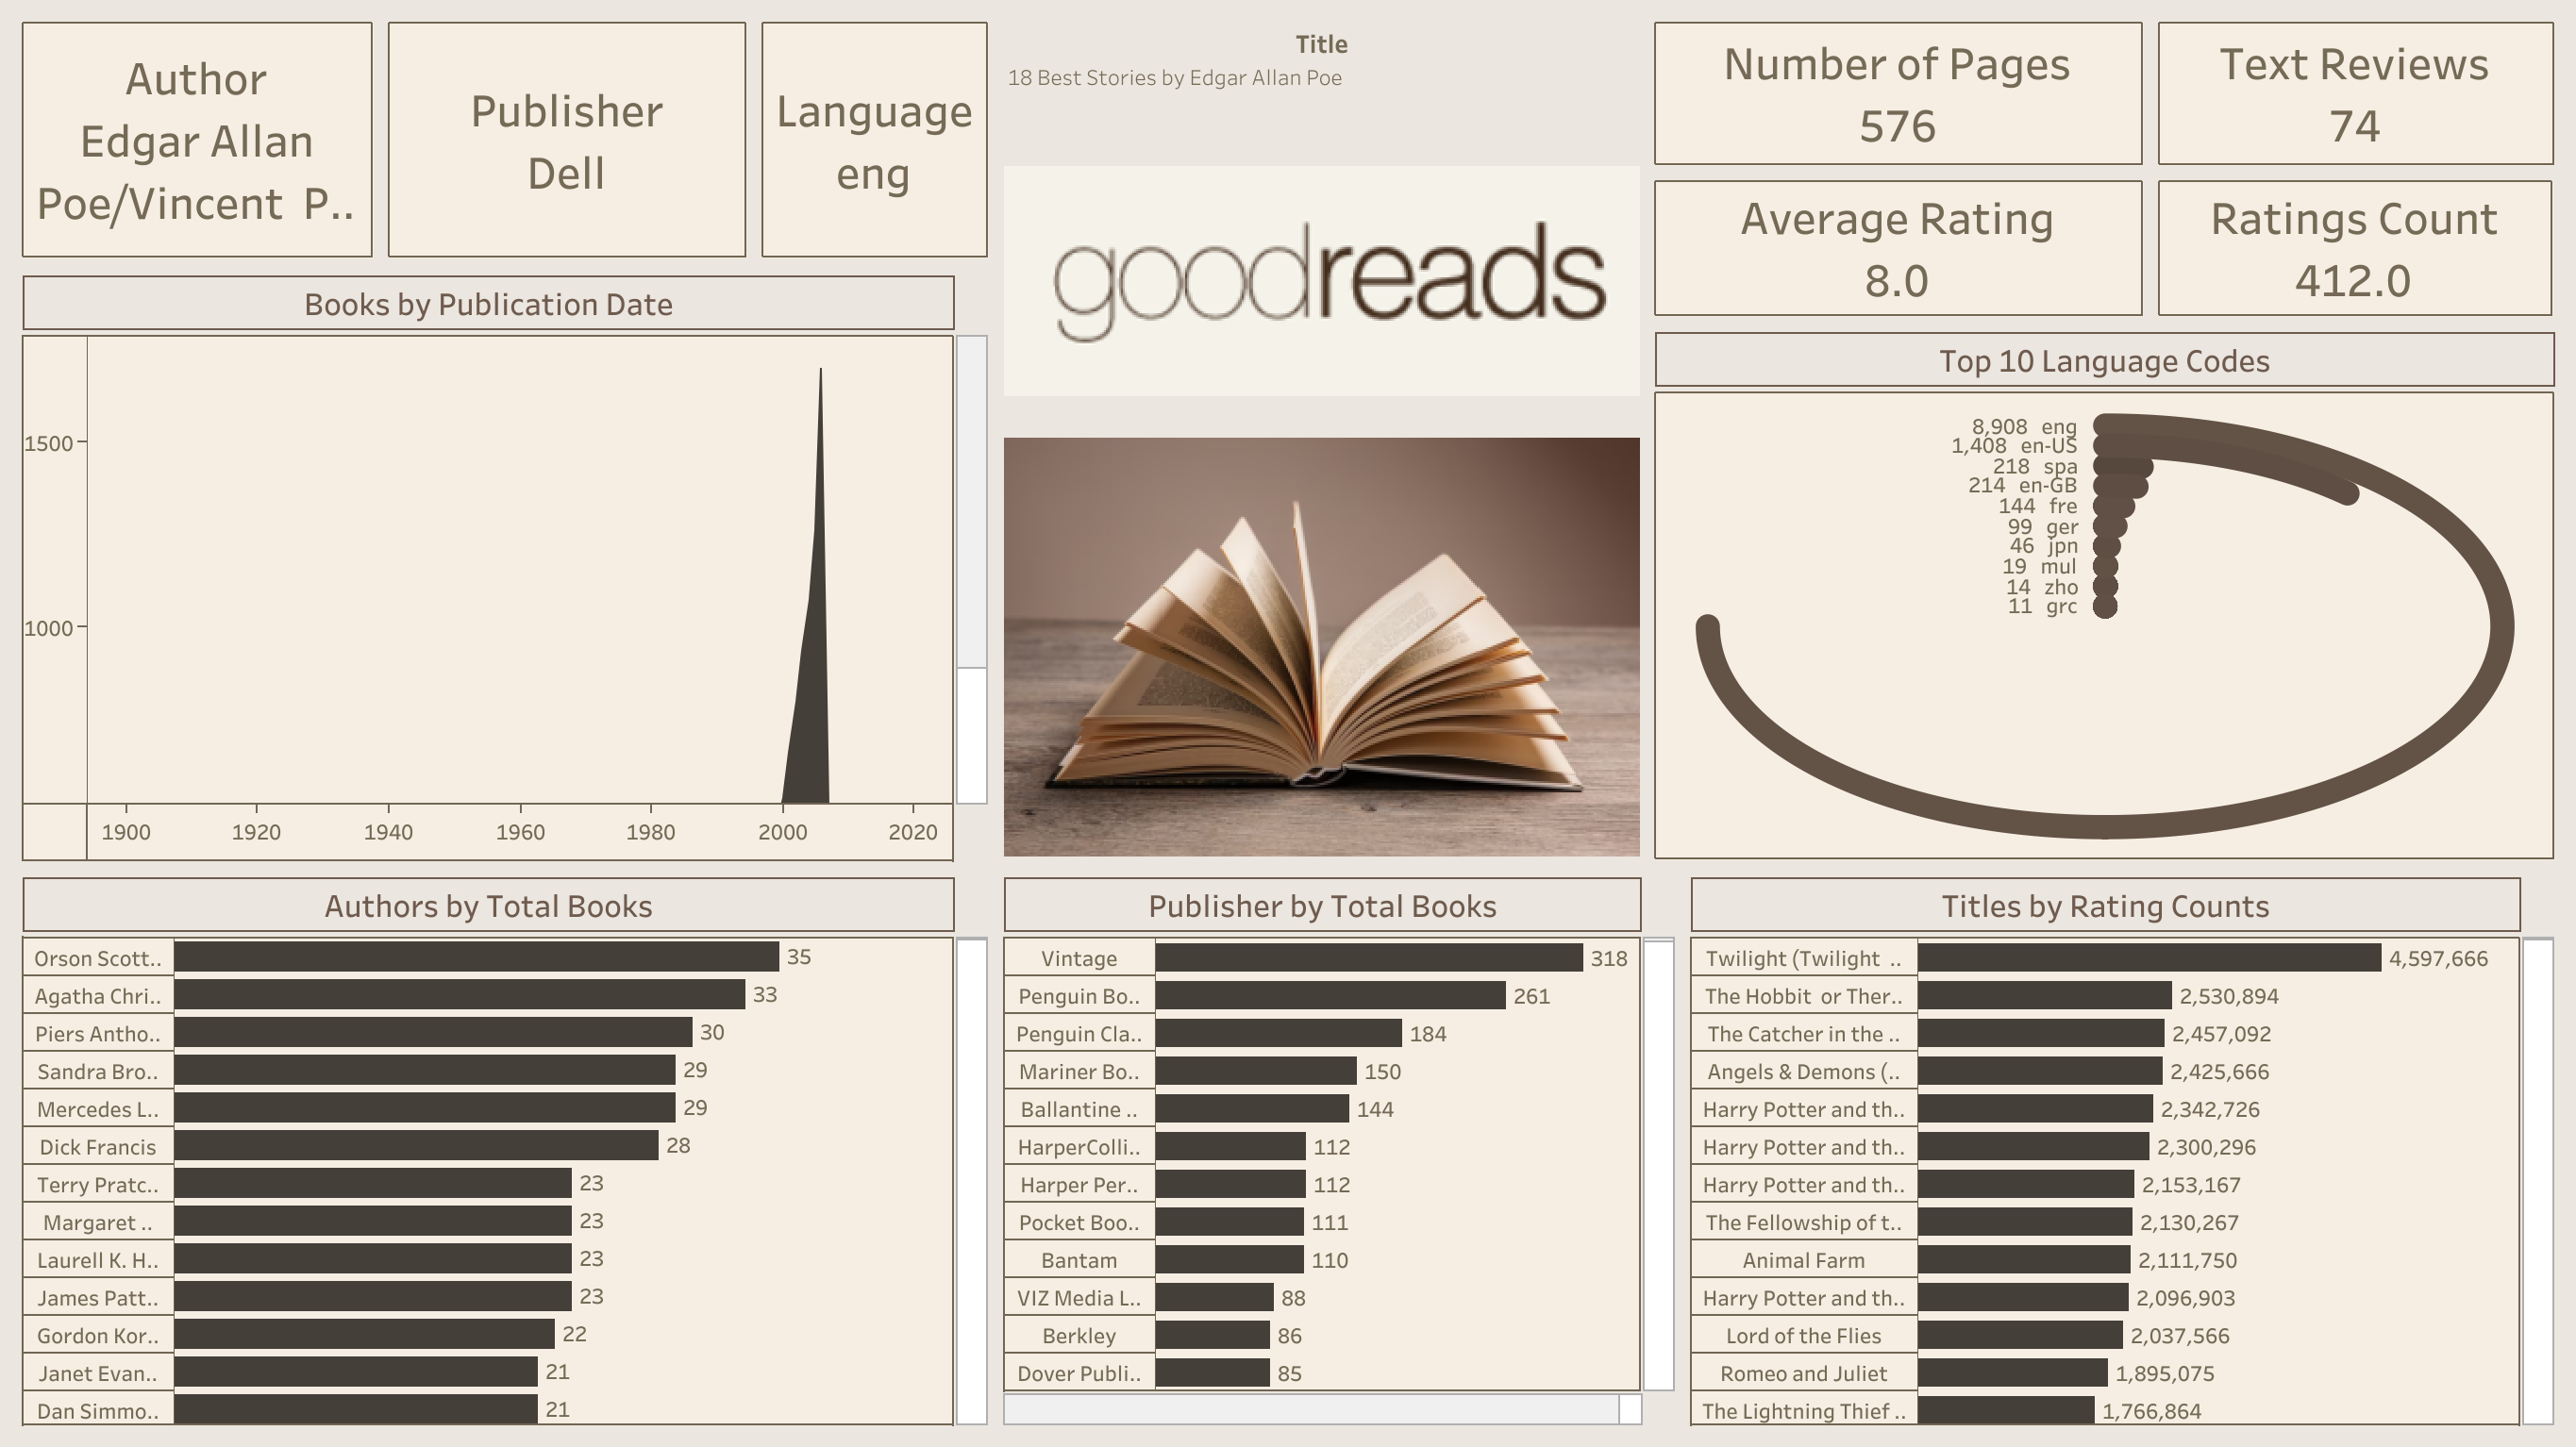 Author
Edgar Allan
Poe/Vincent P..
Publisher
Dell
Language
eng
Title
18 Best Stories by Edgar Allan Poe
Number of Pages
576
Text Reviews
74
Average Rating
8.0
Ratings Count
412.0
goodreads
Books by Publication Date
1500
1000
1900 1920 1940 1960 1980 2000 2020
Top 10 Language Codes
8,908 eng
1,408 en-US
218 spa
214 en-GB
144 fre
99 ger
46 jpn
19 mul
14 zho
11 grc
Authors by Total Books
Orson Scott.. 35
Agatha Chri.. 33
Piers Antho.. 30
Sandra Bro.. 29
Mercedes L.. 29
Dick Francis 28
Terry Pratc.. 23
Margaret .. 23
Laurell K. H.. 23
James Patt.. 23
Gordon Kor.. 22
Janet Evan.. 21
Dan Simmo.. 21
Publisher by Total Books
Vintage 318
Penguin Bo.. 261
Penguin Cla.. 184
Mariner Bo.. 150
Ballantine .. 144
HarperColli.. 112
Harper Per.. 112
Pocket Boo.. 111
Bantam 110
VIZ Media L.. 88
Berkley 86
Dover Publi.. 85
Titles by Rating Counts
Twilight (Twilight .. 4,597,666
The Hobbit or Ther.. 2,530,894
The Catcher in the .. 2,457,092
Angels & Demons (.. 2,425,666
Harry Potter and th.. 2,342,726
Harry Potter and th.. 2,300,296
Harry Potter and th.. 2,153,167
The Fellowship of t.. 2,130,267
Animal Farm 2,111,750
Harry Potter and th.. 2,096,903
Lord of the Flies 2,037,566
Romeo and Juliet 1,895,075
The Lightning Thief .. 1,766,864